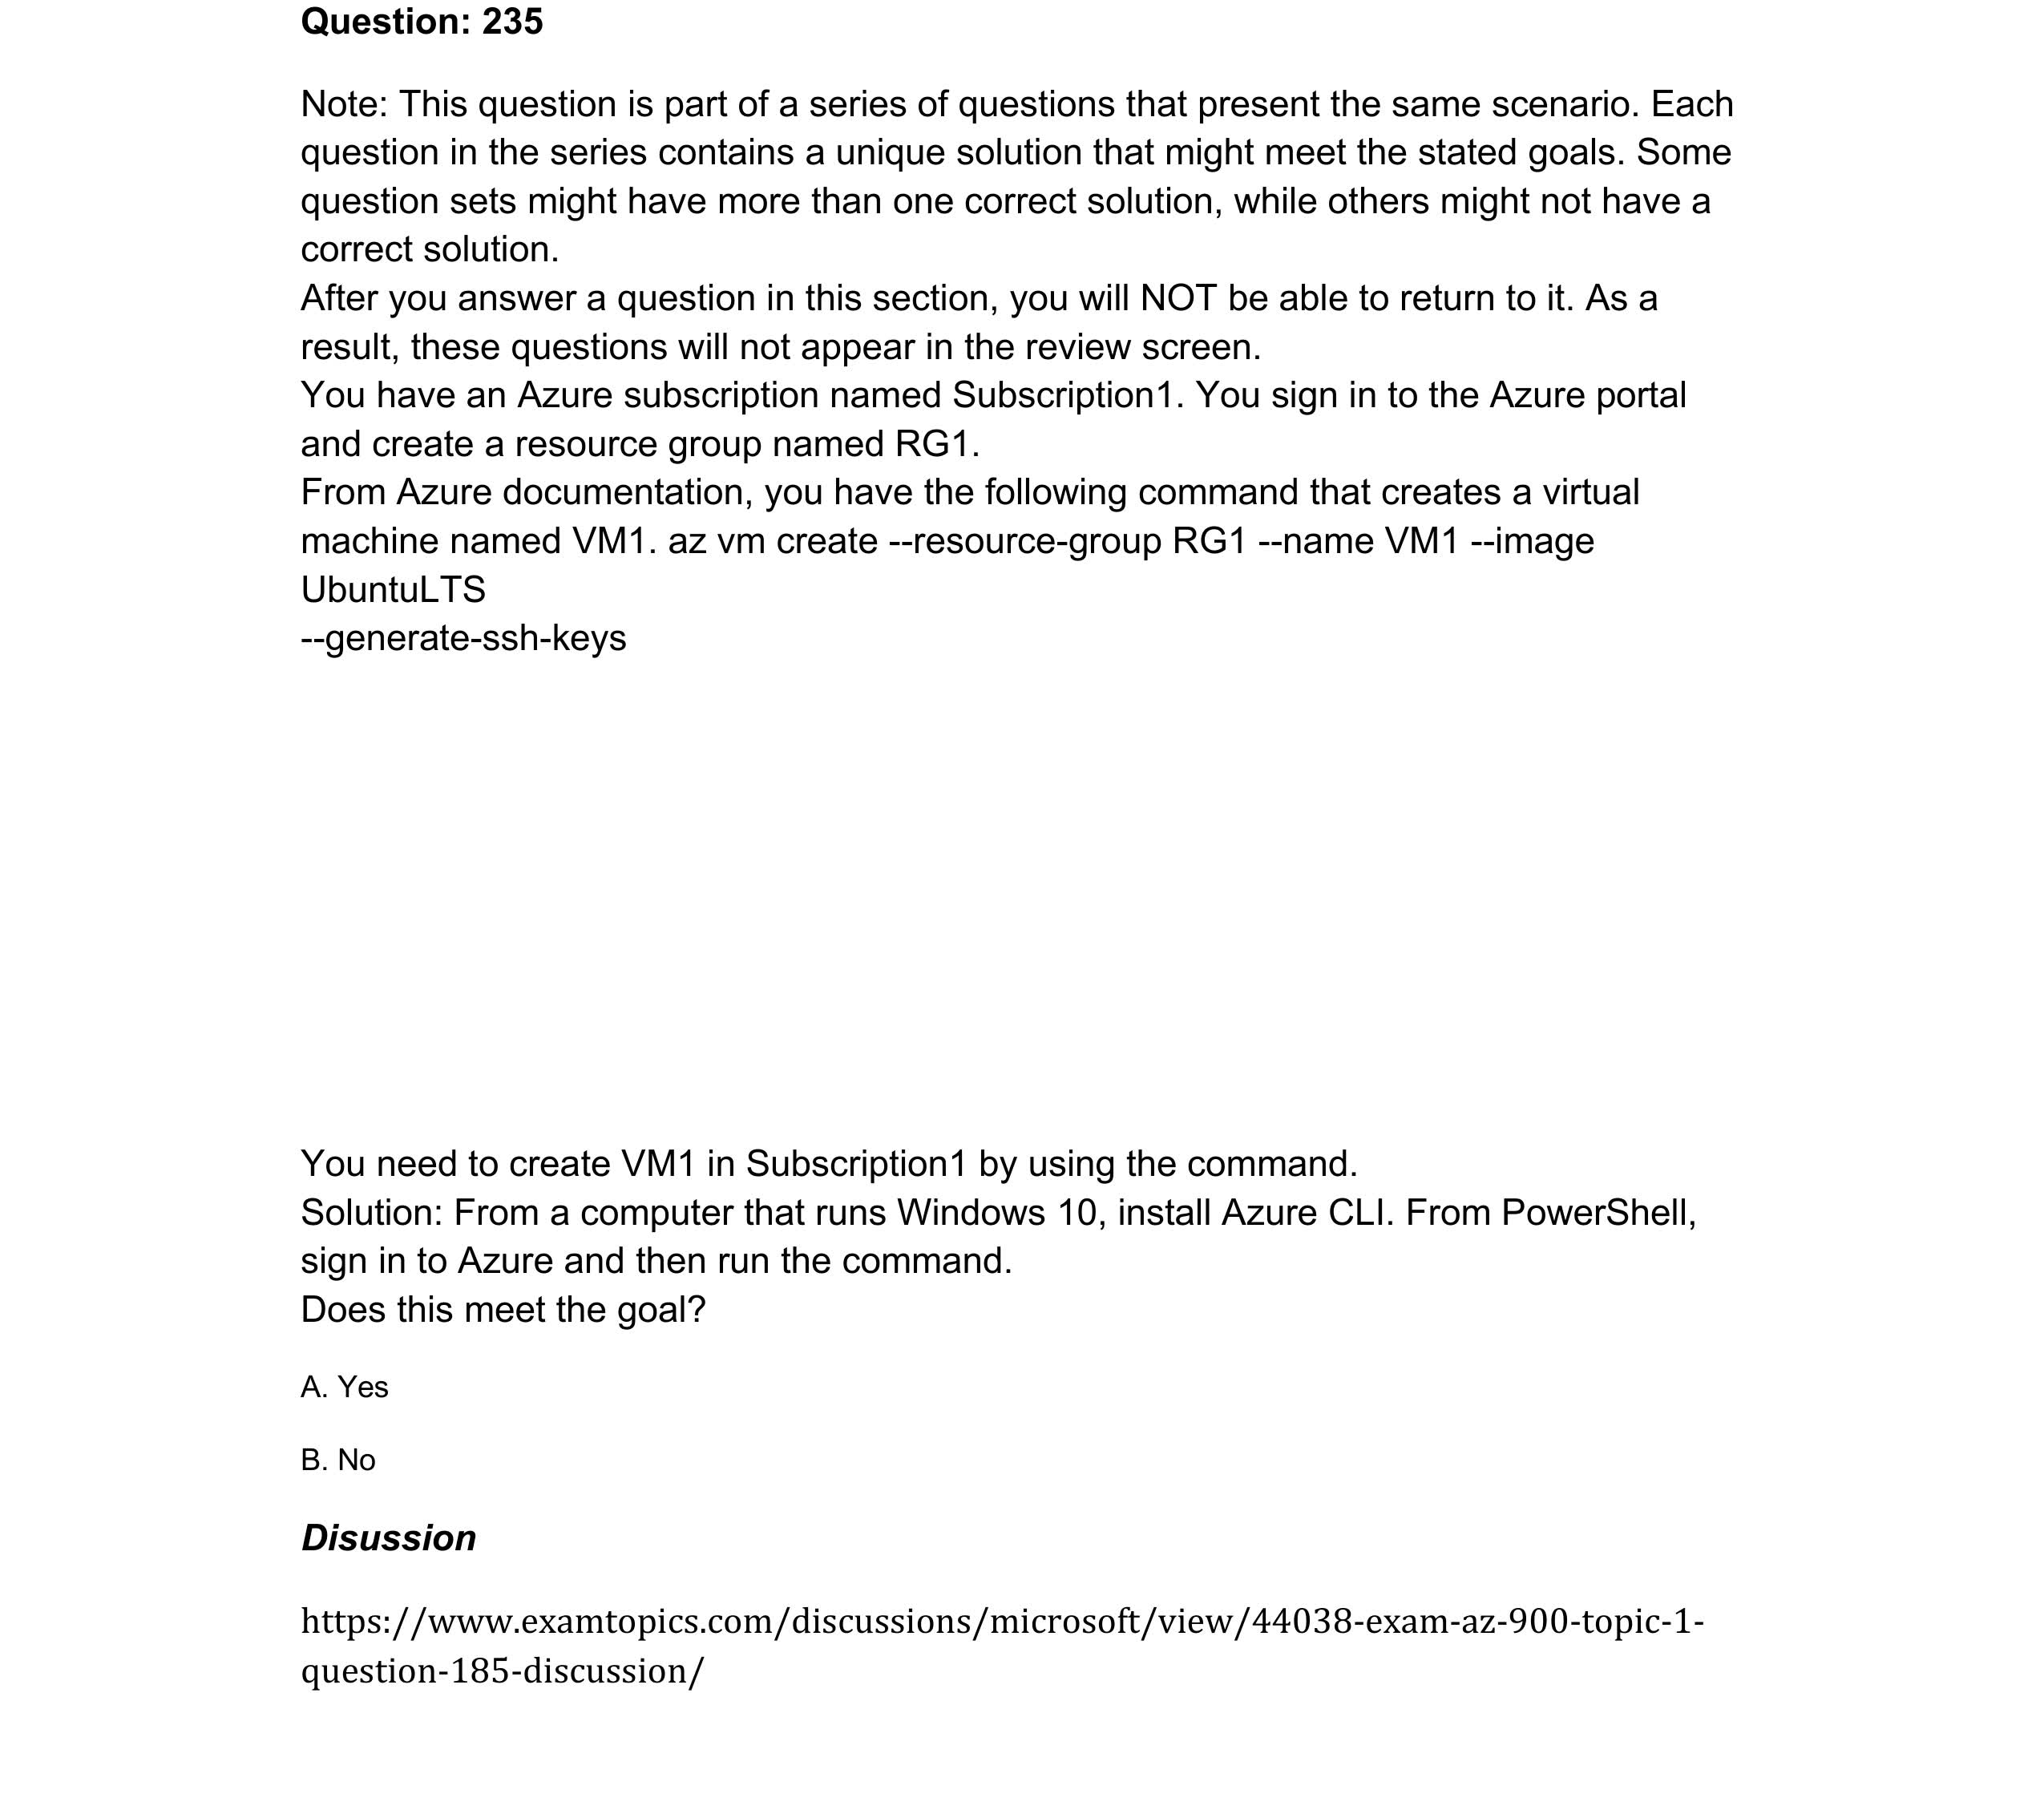 Question: 235
Note: This question is part of a series of questions that present the same scenario. Each
question in the series contains a unique solution that might meet the stated goals. Some
question sets might have more than one correct solution, while others might not have a
correct solution.
After you answer a question in this section, you will NOT be able to return to it. As a
result, these questions will not appear in the review screen.
You have an Azure subscription named Subscription1. You sign in to the Azure portal
and create a resource group named RG1.
From Azure documentation, you have the following command that creates a virtual
machine named VM1. az vm create --resource-group RG1 --name VM1 --image
UbuntuLTS
--generate-ssh-keys
You need to create VM1 in Subscription1 by using the command.
Solution: From a computer that runs Windows 10, install Azure CLI. From PowerShell,
sign in to Azure and then run the command.
Does this meet the goal?
A. Yes
B. No
Disussion
https://www.examtopics.com/discussions/microsoft/view/44038-exam-az-900-topic-1-
question-185-discussion/